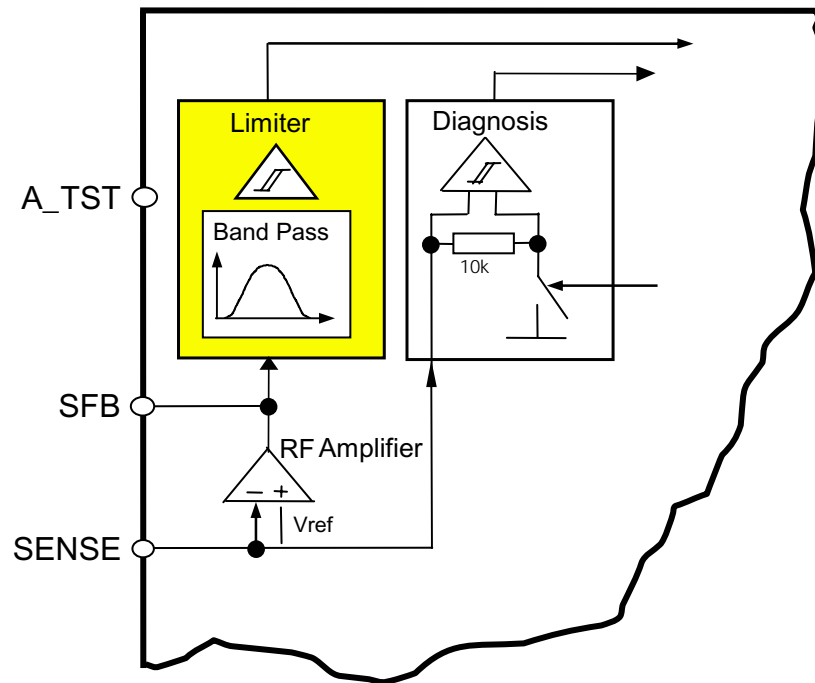 Limiter
Diagnosis
A_TST
Band Pass
10k
SFB
RF Amplifier
− +
Vref
SENSE